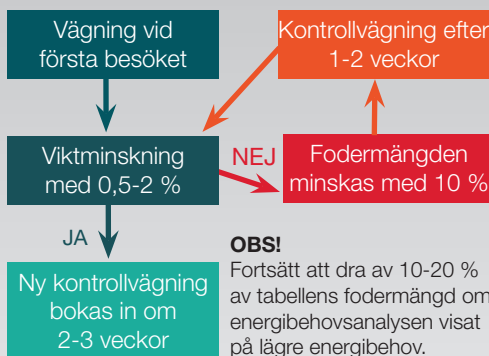 Vägning vid
första besöket
Kontrollvägning efter
1-2 veckor
Viktminskning
med 0,5-2 %
NEJ
Fodermängden
minskas med 10 %
JA
Ny kontrollvägning
bokas in om
2-3 veckor
OBS!
Fortsätt att dra av 10-20 %
av tabellens fodermängd om
energibehovsanalysen visat
på lägre energibehov.